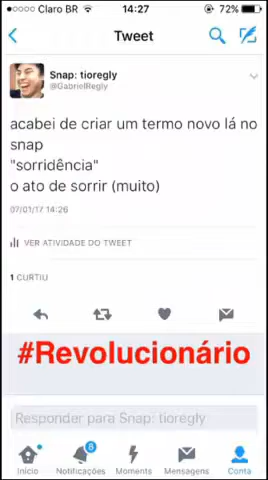 Claro BR 14:27 72%
Tweet
Snap: tioregly
@GabrielRegly
acabei de criar um termo novo lá no
snap
"sorridência"
o ato de sorrir (muito)
07/01/17 14:26
VER ATIVIDADE DO TWEET
1 CURTIU
#Revolucionário
Responder para Snap: tioregly
8
Início Notificações Moments Mensagens Conta